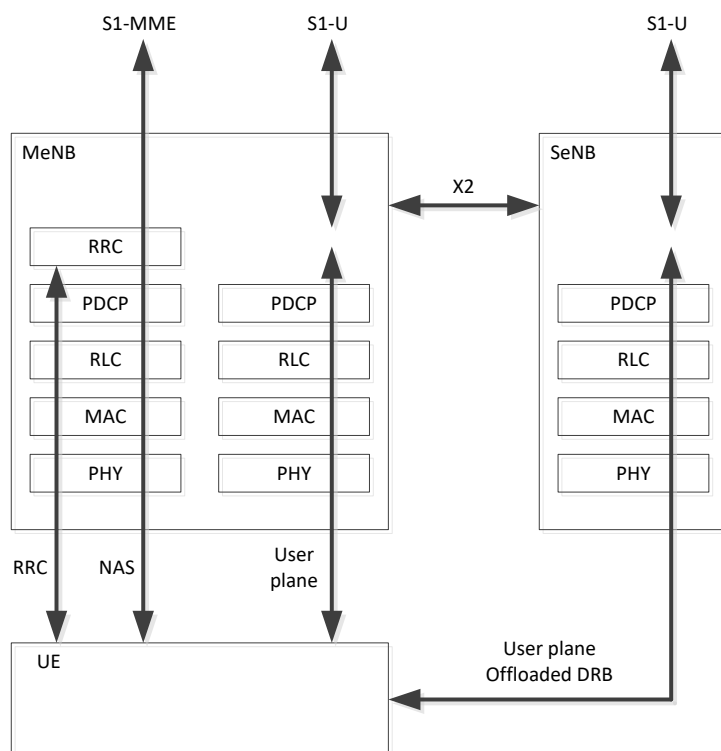 S1-MME
S1-U
S1-U
MeNB
X2
SeNB
RRC
PDCP
PDCP
PDCP
RLC
RLC
RLC
MAC
MAC
MAC
PHY
PHY
PHY
RRC
NAS
User
plane
UE
User plane
Offloaded DRB